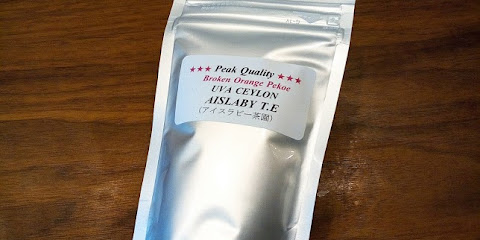 ★★★ Peak Quality ★★★
Broken Orange Pekoe
UVA CEYLON
AISLABY T.E
(アイスラビー茶園)